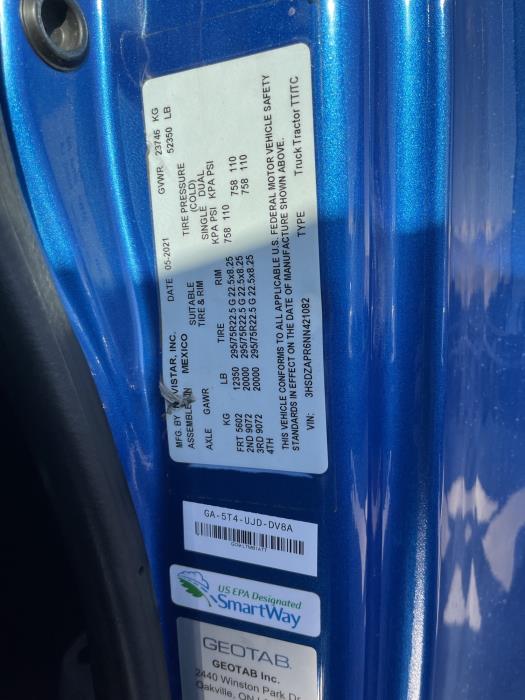 MFG. BY NAVISTAR, INC. DATE 05-2021 GVWR 23746 KG
ASSEMBLED IN MEXICO 52350 LB
SUITABLE TIRE PRESSURE
TIRE & RIM (COLD)
AXLE GAWR SINGLE DUAL
KG LB TIRE RIM KPA PSI KPA PSI
FRT 5602 12350 295/75R22.5 G 22.5x8.25 758 110
2ND 9072 20000 295/75R22.5 G 22.5x8.25 758 110
3RD 9072 20000 295/75R22.5 G 22.5x8.25 758 110
4TH
THIS VEHICLE CONFORMS TO ALL APPLICABLE U.S. FEDERAL MOTOR VEHICLE SAFETY
STANDARDS IN EFFECT ON THE DATE OF MANUFACTURE SHOWN ABOVE.
VIN: 3HSDZAPR6NN421082 TYPE Truck Tractor TT/TC
GA-5T4-UJD-DV8A
US EPA Designated
SmartWay
GEOTAB
GEOTAB Inc.
2440 Winston Park Dr
Oakville, ON